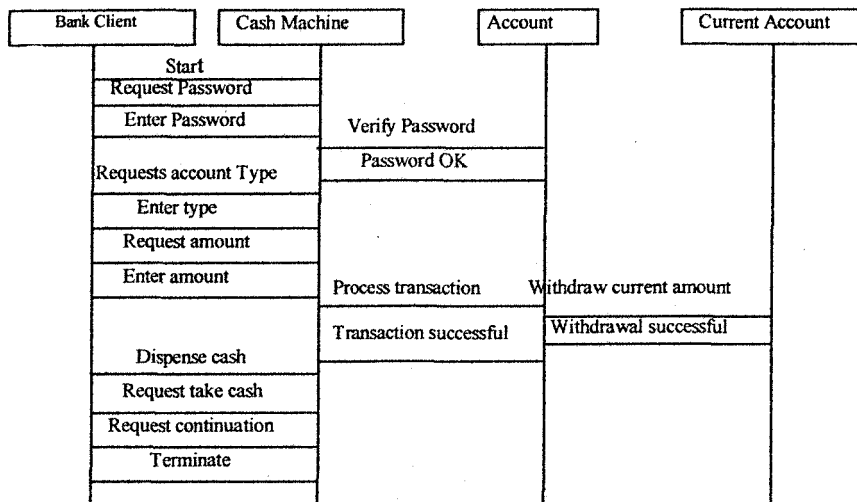 Bank Client
Cash Machine
Account
Current Account
Start
Request Password
Enter Password
Verify Password
Password OK
Requests account Type
Enter type
Request amount
Enter amount
Process transaction
Withdraw current amount
Transaction successful
Withdrawal successful
Dispense cash
Request take cash
Request continuation
Terminate